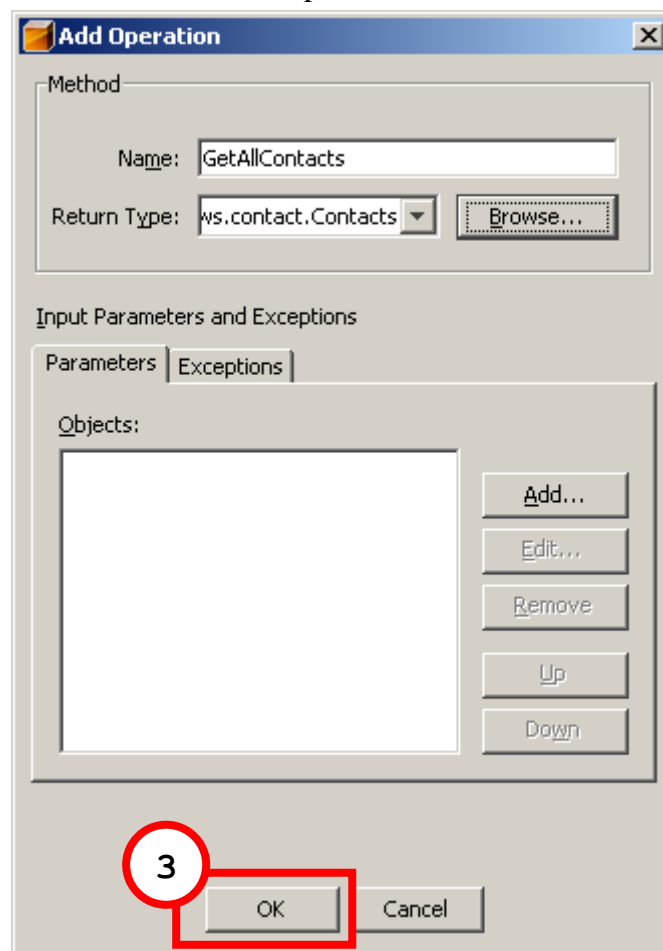 Add Operation
Method
Name: GetAllContacts
Return Type: ws.contact.Contacts Browse...
Input Parameters and Exceptions
Parameters Exceptions
Objects:
Add...
Edit...
Remove
Up
Down
3
OK Cancel